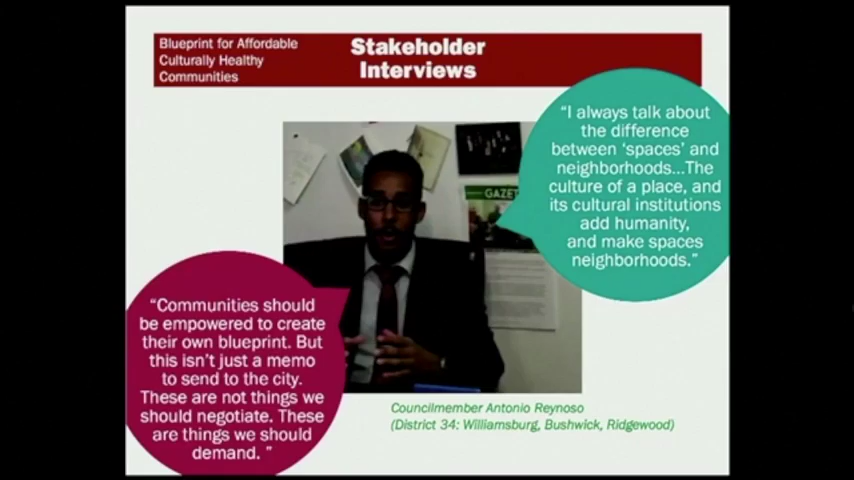 Blueprint for Affordable
Culturally Healthy
Communities
Stakeholder
Interviews
“I always talk about
the difference
between ‘spaces’ and
neighborhoods...The
culture of a place, and
its cultural institutions
add humanity,
and make spaces
neighborhoods.”
GAZET
“Communities should
be empowered to create
their own blueprint. But
this isn’t just a memo
to send to the city.
These are not things we
should negotiate. These
are things we should
demand. ”
Councilmember Antonio Reynoso
(District 34: Williamsburg, Bushwick, Ridgewood)